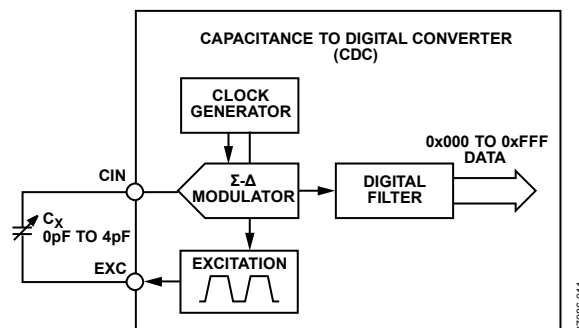 CAPACITANCE TO DIGITAL CONVERTER
(CDC)
CLOCK
GENERATOR
0x000 TO 0xFFF
DATA
CIN
Σ-Δ
MODULATOR
DIGITAL
FILTER
CX
0pF TO 4pF
EXC
EXCITATION